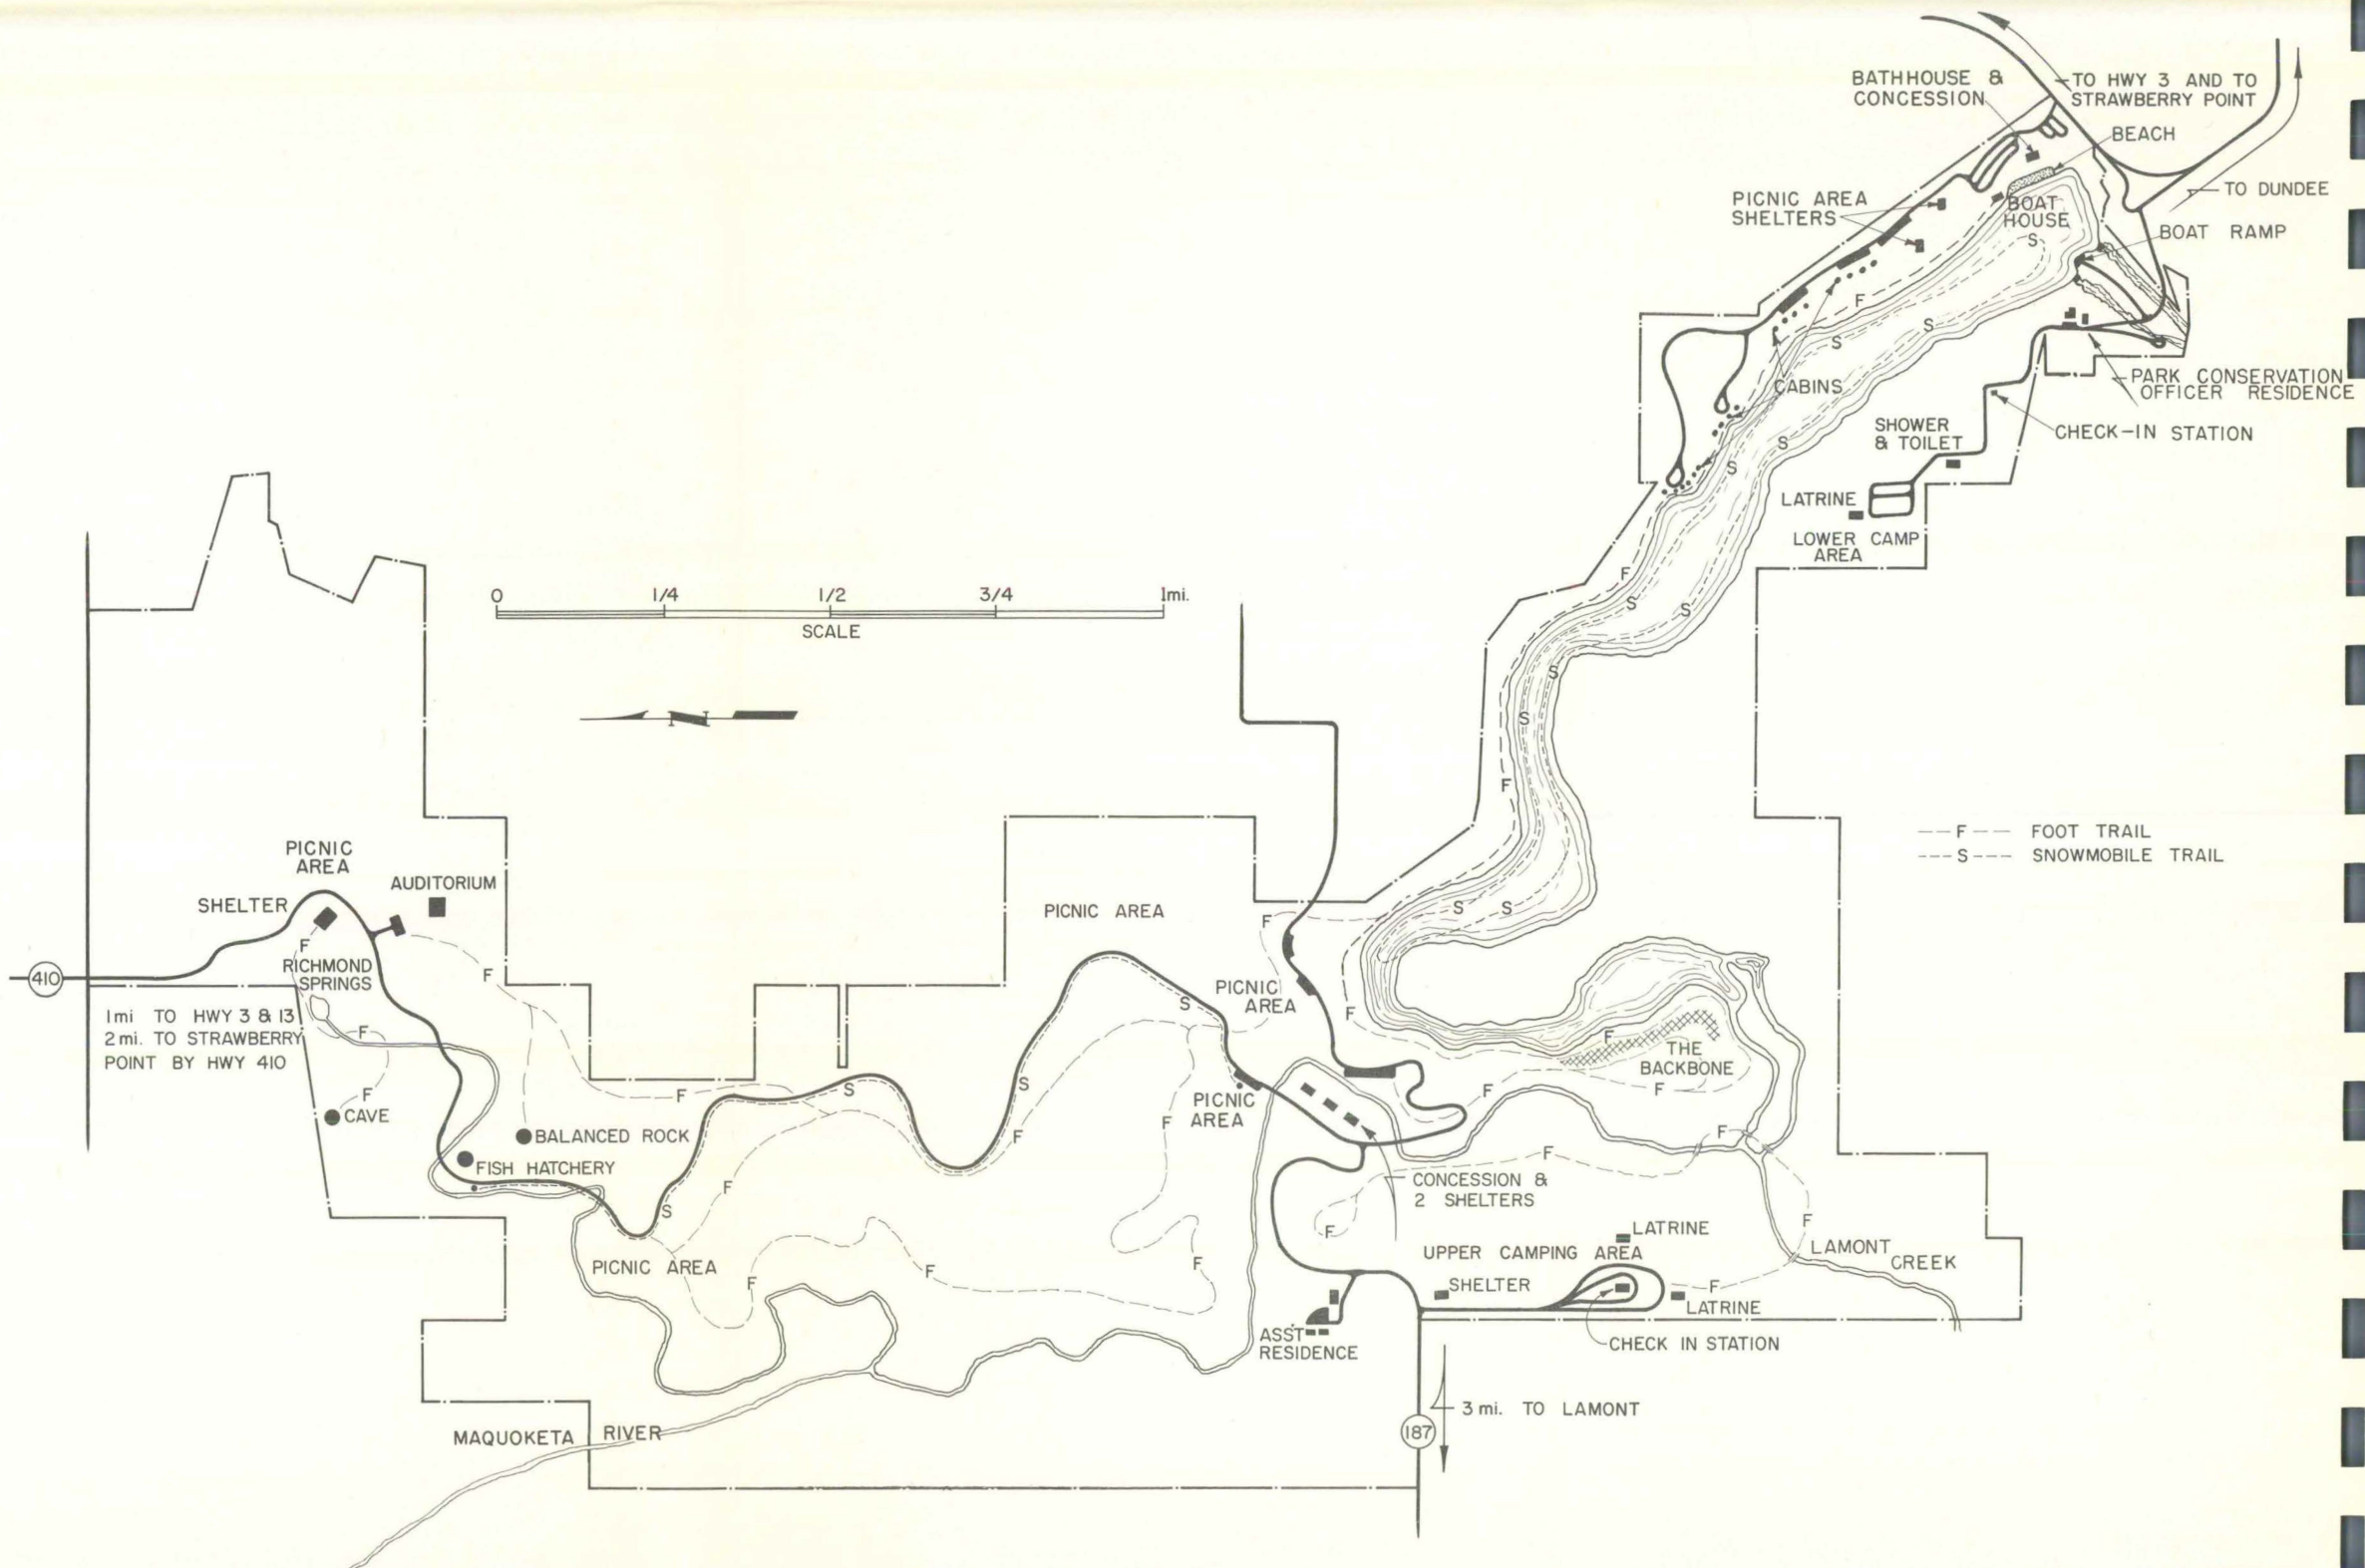 BATHHOUSE &
CONCESSION
TO HWY 3 AND TO
STRAWBERRY POINT
BEACH
TO DUNDEE
PICNIC AREA
SHELTERS
BOAT
HOUSE
S
BOAT RAMP
F
S
S
CABINS
PARK CONSERVATION
OFFICER RESIDENCE
SHOWER
& TOILET
CHECK-IN STATION
S
S
LATRINE
LOWER CAMP
AREA
F
S
S
0 1/4 1/2 3/4 1mi.
SCALE
N
S
S
F
--F-- FOOT TRAIL
---S--- SNOWMOBILE TRAIL
PICNIC
AREA
AUDITORIUM
SHELTER
F
RICHMOND
SPRINGS
F
410
1mi TO HWY 3 & 13
2mi. TO STRAWBERRY
POINT BY HWY 410
F
F
CAVE
BALANCED ROCK
FISH HATCHERY
F
S
S
F
PICNIC AREA
F
F
PICNIC AREA
F
S
S
F
PICNIC
AREA
F
S
S
F
PICNIC
AREA
F
F
F
THE
BACKBONE
F
F
F
F
CONCESSION &
2 SHELTERS
F
LATRINE
UPPER CAMPING AREA
SHELTER
F
LAMONT
CREEK
F
LATRINE
CHECK IN STATION
ASS'T
RESIDENCE
3mi. TO LAMONT
187
MAQUOKETA RIVER